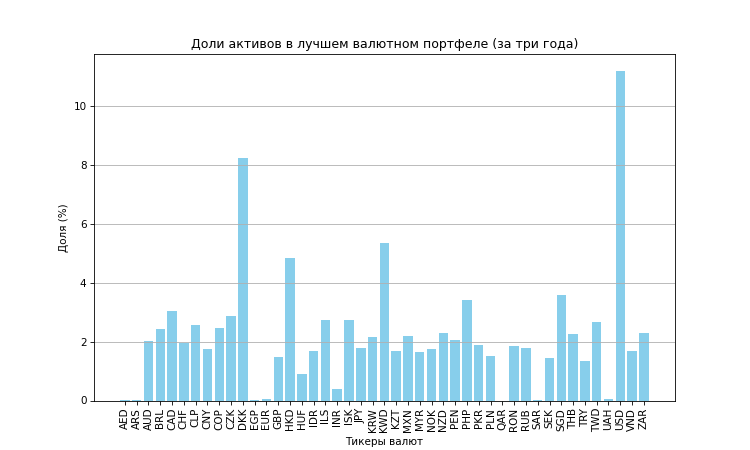 Доли активов в лучшем валютном портфеле (за три года)
Доля (%)
10
8
6
4
2
0
AED ARS AUD BRL CAD CHF CLP CNY COP CZK DKK EGP EUR GBP HKD HUF IDR ILS INR ISK JPY KRW KWD KZT MXN MYR NOK NZD PEN PHP PKR PLN QAR RON RUB SAR SEK SGD THB TRY TWD UAH USD VND ZAR
Тикеры валют